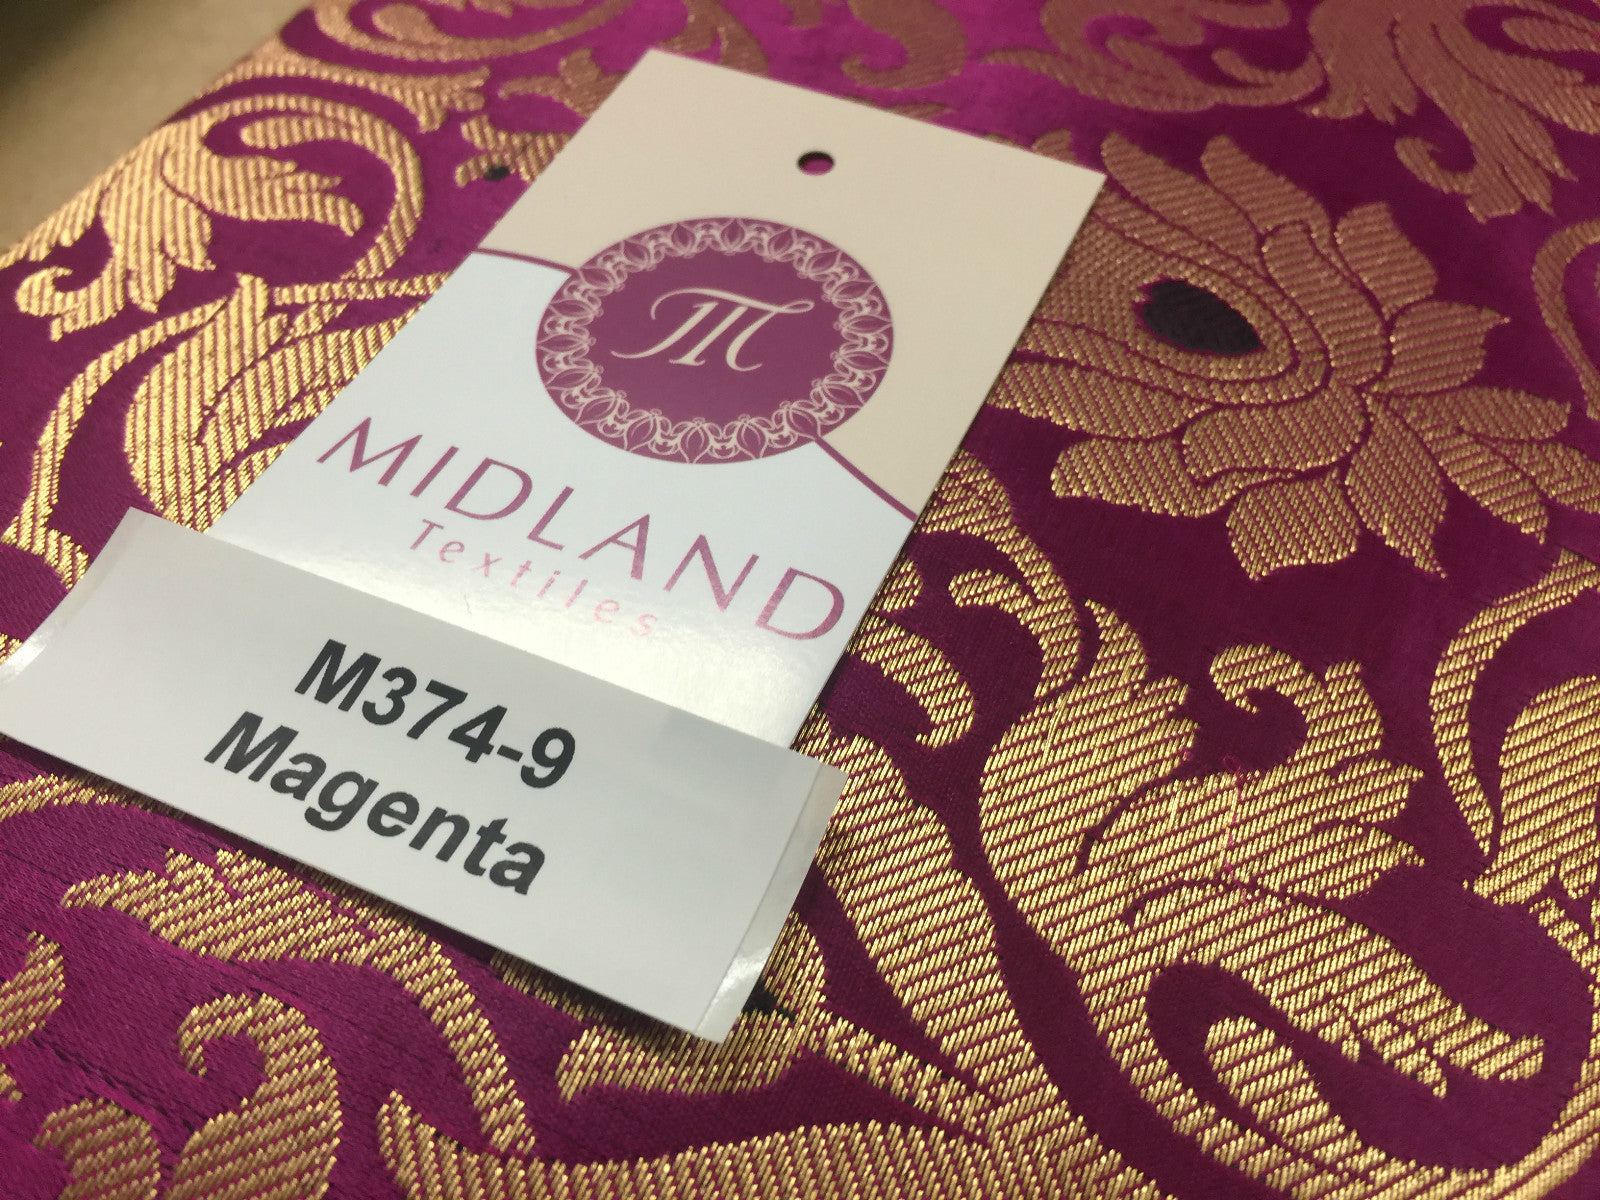 MIDLAND
Textiles
M374-9
Magenta